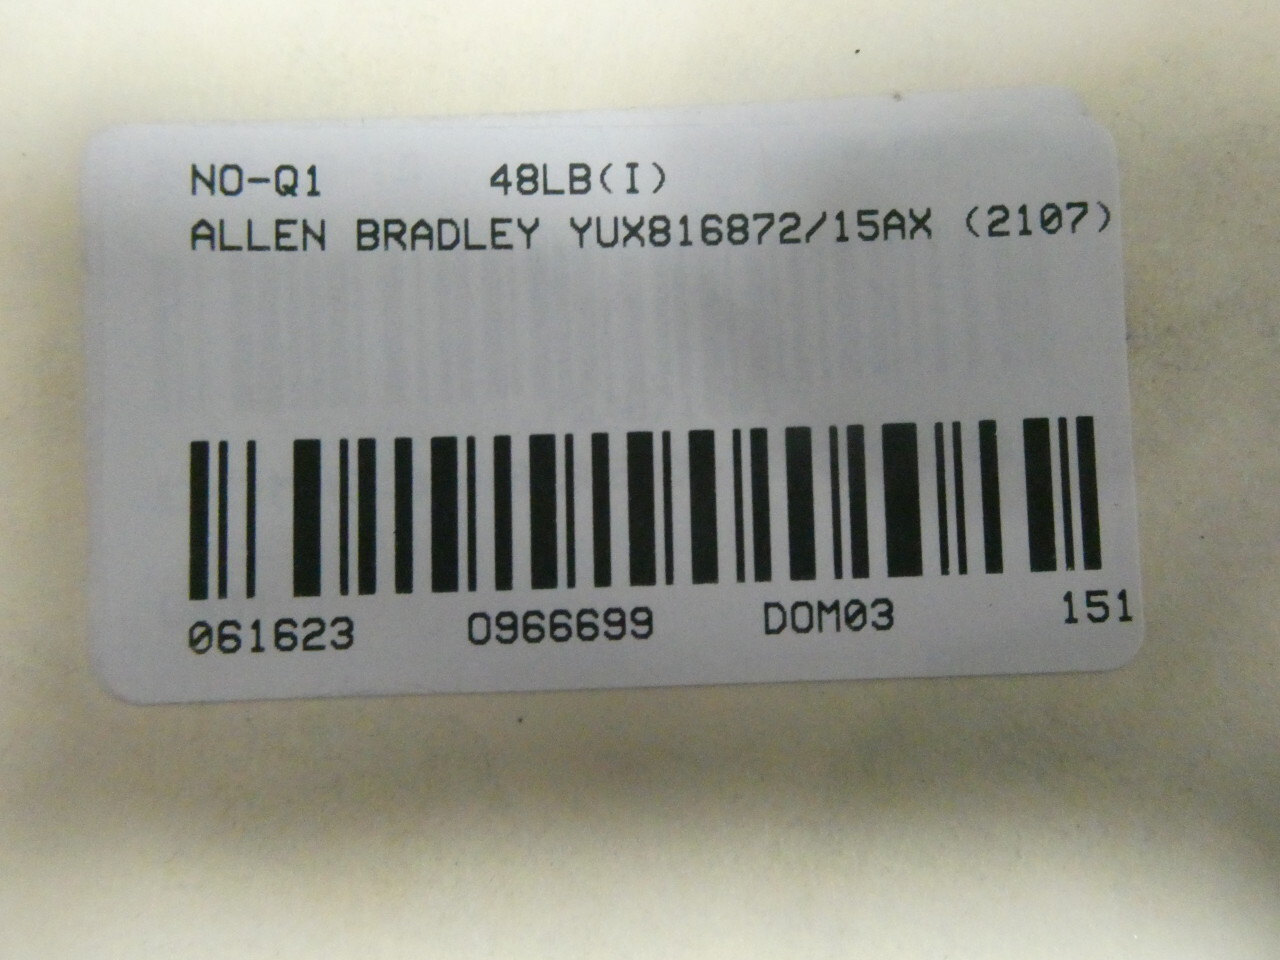 NO-Q1 48LB(I)
ALLEN BRADLEY YUX816872/15AX (2107)
061623 0966699 DOM03 151